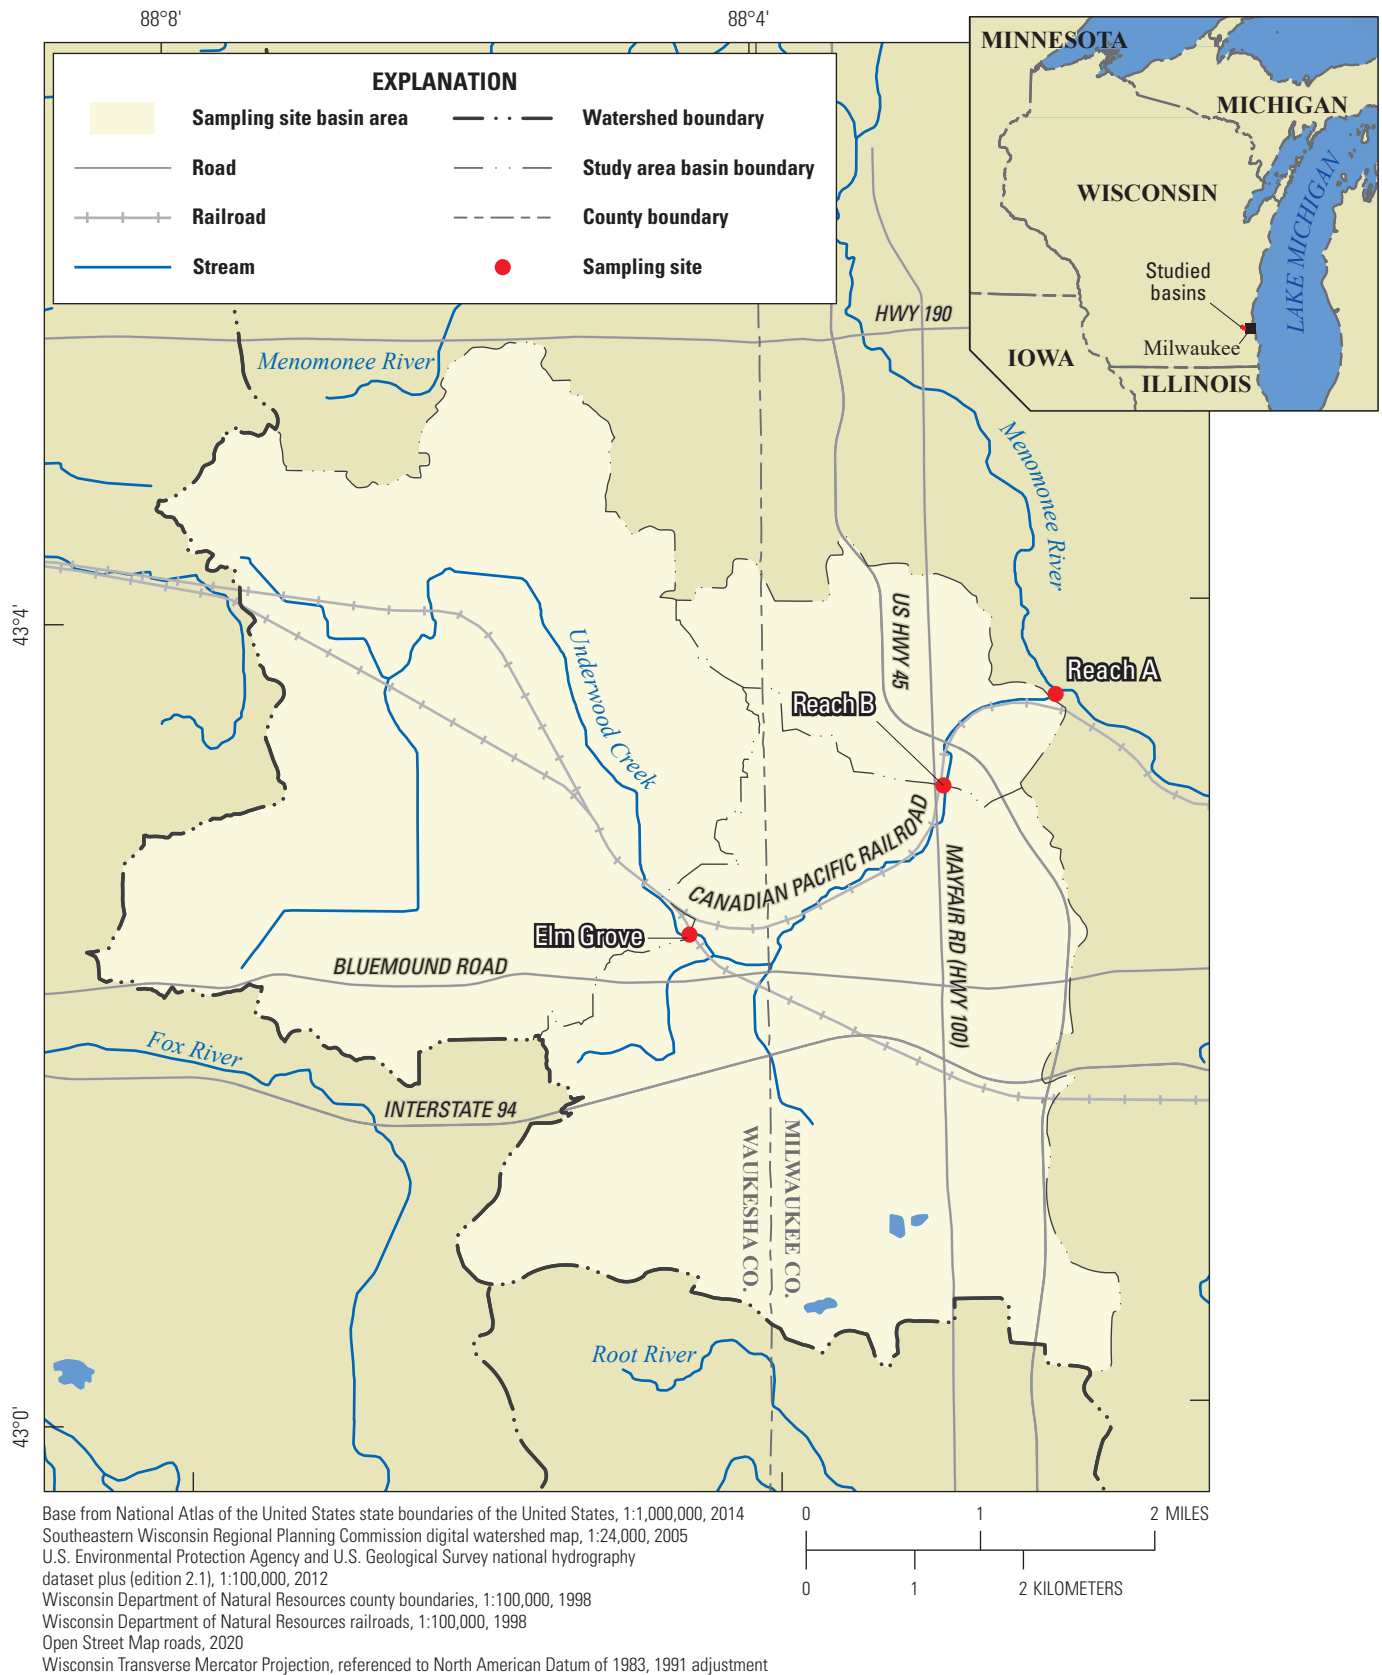 88°8'
88°4'
EXPLANATION
Sampling site basin area
Road
Railroad
Stream
Watershed boundary
Study area basin boundary
County boundary
Sampling site
MINNESOTA
MICHIGAN
WISCONSIN
LAKE MICHIGAN
Studied
basins
Milwaukee
IOWA
ILLINOIS
HWY 190
Menomonee River
Menomonee River
43°4'
US HWY 45
Underwood Creek
Reach A
Reach B
CANADIAN PACIFIC RAILROAD
MAYFAIR RD (HWY 100)
Elm Grove
BLUEMOUND ROAD
Fox River
INTERSTATE 94
WAUKESHA CO.
MILWAUKEE CO.
Root River
43°0'
Base from National Atlas of the United States state boundaries of the United States, 1:1,000,000, 2014
Southeastern Wisconsin Regional Planning Commission digital watershed map, 1:24,000, 2005
U.S. Environmental Protection Agency and U.S. Geological Survey national hydrography
dataset plus (edition 2.1), 1:100,000, 2012
Wisconsin Department of Natural Resources county boundaries, 1:100,000, 1998
Wisconsin Department of Natural Resources railroads, 1:100,000, 1998
Open Street Map roads, 2020
Wisconsin Transverse Mercator Projection, referenced to North American Datum of 1983, 1991 adjustment
0 1 2 MILES
0 1 2 KILOMETERS